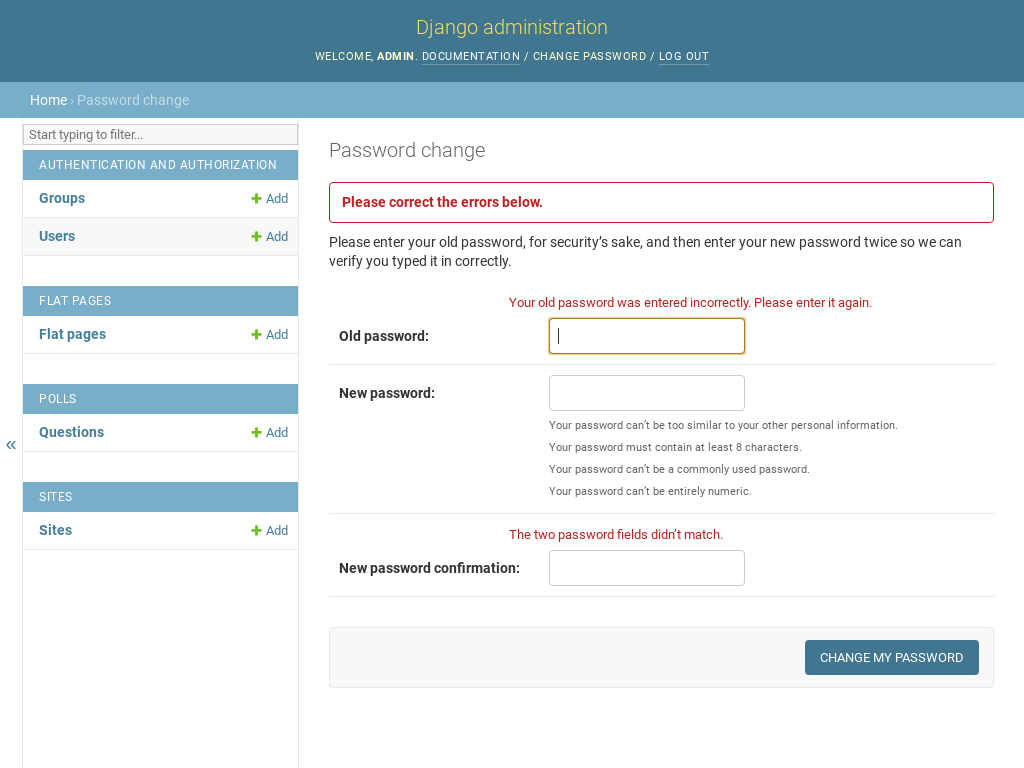 Django administration
WELCOME, ADMIN. DOCUMENTATION / CHANGE PASSWORD / LOG OUT
Home › Password change
Start typing to filter...
AUTHENTICATION AND AUTHORIZATION
Groups Add
Users Add
FLAT PAGES
Flat pages Add
POLLS
Questions Add
SITES
Sites Add
«
Password change
Please correct the errors below.
Please enter your old password, for security’s sake, and then enter your new password twice so we can
verify you typed it in correctly.
Your old password was entered incorrectly. Please enter it again.
Old password:
New password:
Your password can’t be too similar to your other personal information.
Your password must contain at least 8 characters.
Your password can’t be a commonly used password.
Your password can’t be entirely numeric.
The two password fields didn’t match.
New password confirmation:
CHANGE MY PASSWORD